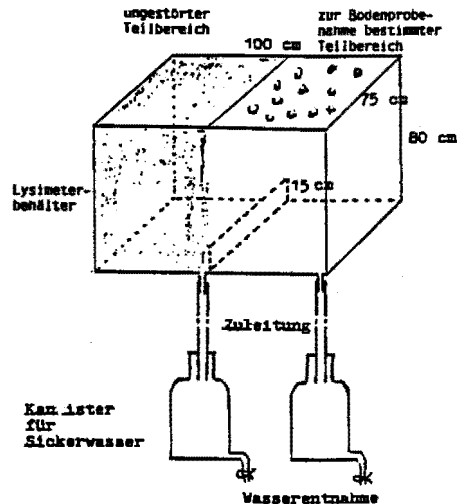 ungestörter
Teilbereich
zur Bodenprobe-
nahme bestimmter
Teilbereich
100 cm
75 cm
80 cm
15 cm
Lysimeter-
behälter
Zuleitung
Kanister
für
Sickerwasser
Wasserentnahme